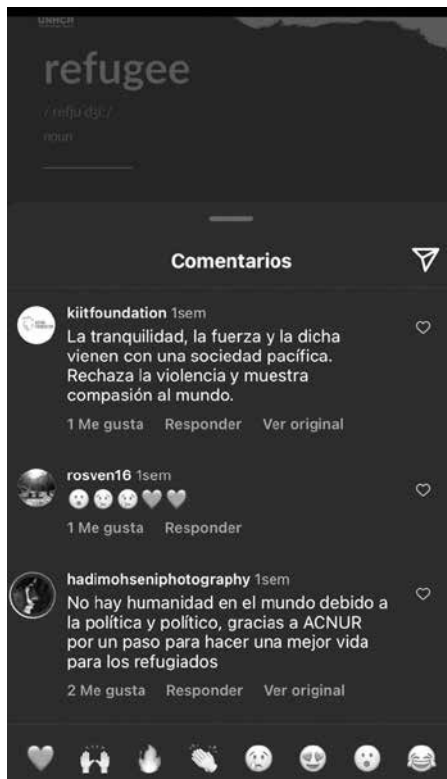 UNHCR
refugee
noun
Comentarios
kiitfoundation 1sem
La tranquilidad, la fuerza y la dicha
vienen con una sociedad pacífica.
Rechaza la violencia y muestra
compasión al mundo.
1 Me gusta Responder Ver original
rosven16 1sem
😮😢😢❤️❤️
1 Me gusta Responder
hadimohseniphotography 1sem
No hay humanidad en el mundo debido a
la política y político, gracias a ACNUR
por un paso para hacer una mejor vida
para los refugiados
2 Me gusta Responder Ver original
❤️🙌🔥👏😢😍😮😂